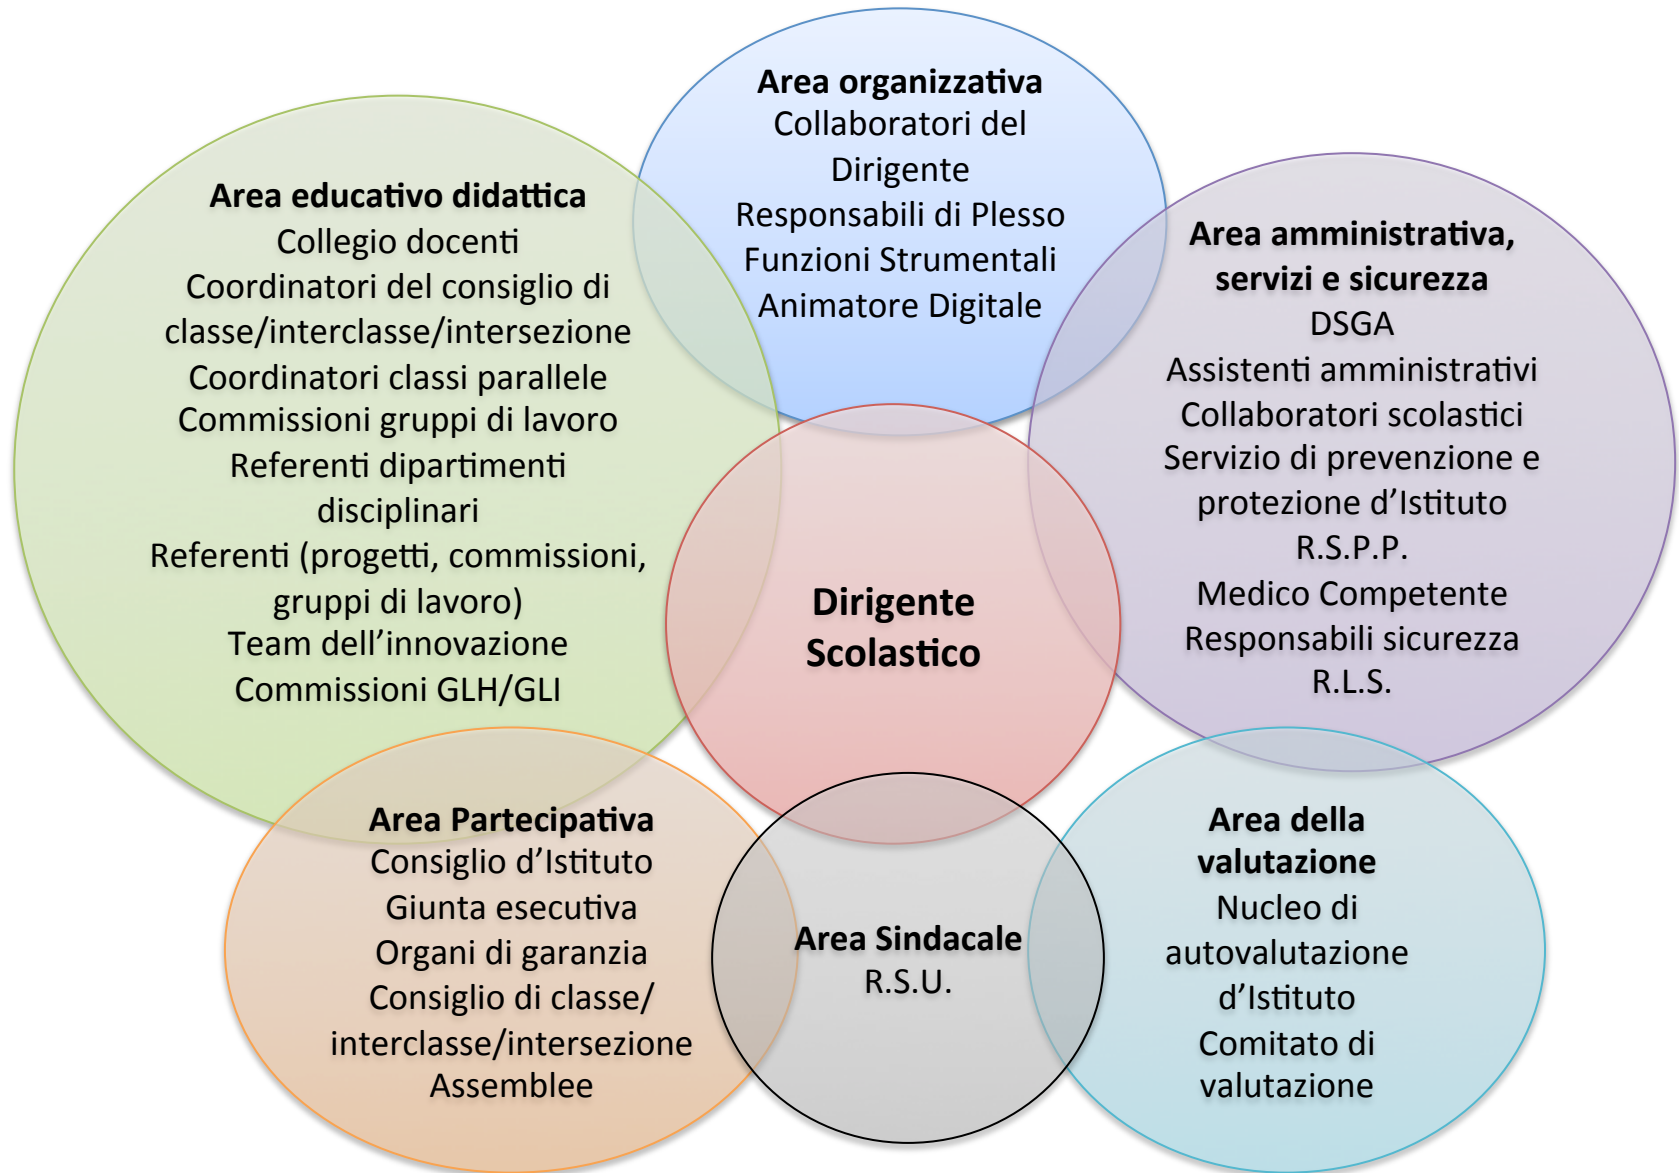 Area organizzativa
Collaboratori del
Dirigente
Responsabili di Plesso
Funzioni Strumentali
Animatore Digitale
Area educativo didattica
Collegio docenti
Coordinatori del consiglio di
classe/interclasse/intersezione
Coordinatori classi parallele
Commissioni gruppi di lavoro
Referenti dipartimenti
disciplinari
Referenti (progetti, commissioni,
gruppi di lavoro)
Team dell’innovazione
Commissioni GLH/GLI
Area amministrativa,
servizi e sicurezza
DSGA
Assistenti amministrativi
Collaboratori scolastici
Servizio di prevenzione e
protezione d’Istituto
R.S.P.P.
Medico Competente
Responsabili sicurezza
R.L.S.
Dirigente
Scolastico
Area Partecipativa
Consiglio d’Istituto
Giunta esecutiva
Organi di garanzia
Consiglio di classe/
interclasse/intersezione
Assemblee
Area Sindacale
R.S.U.
Area della
valutazione
Nucleo di
autovalutazione
d’Istituto
Comitato di
valutazione